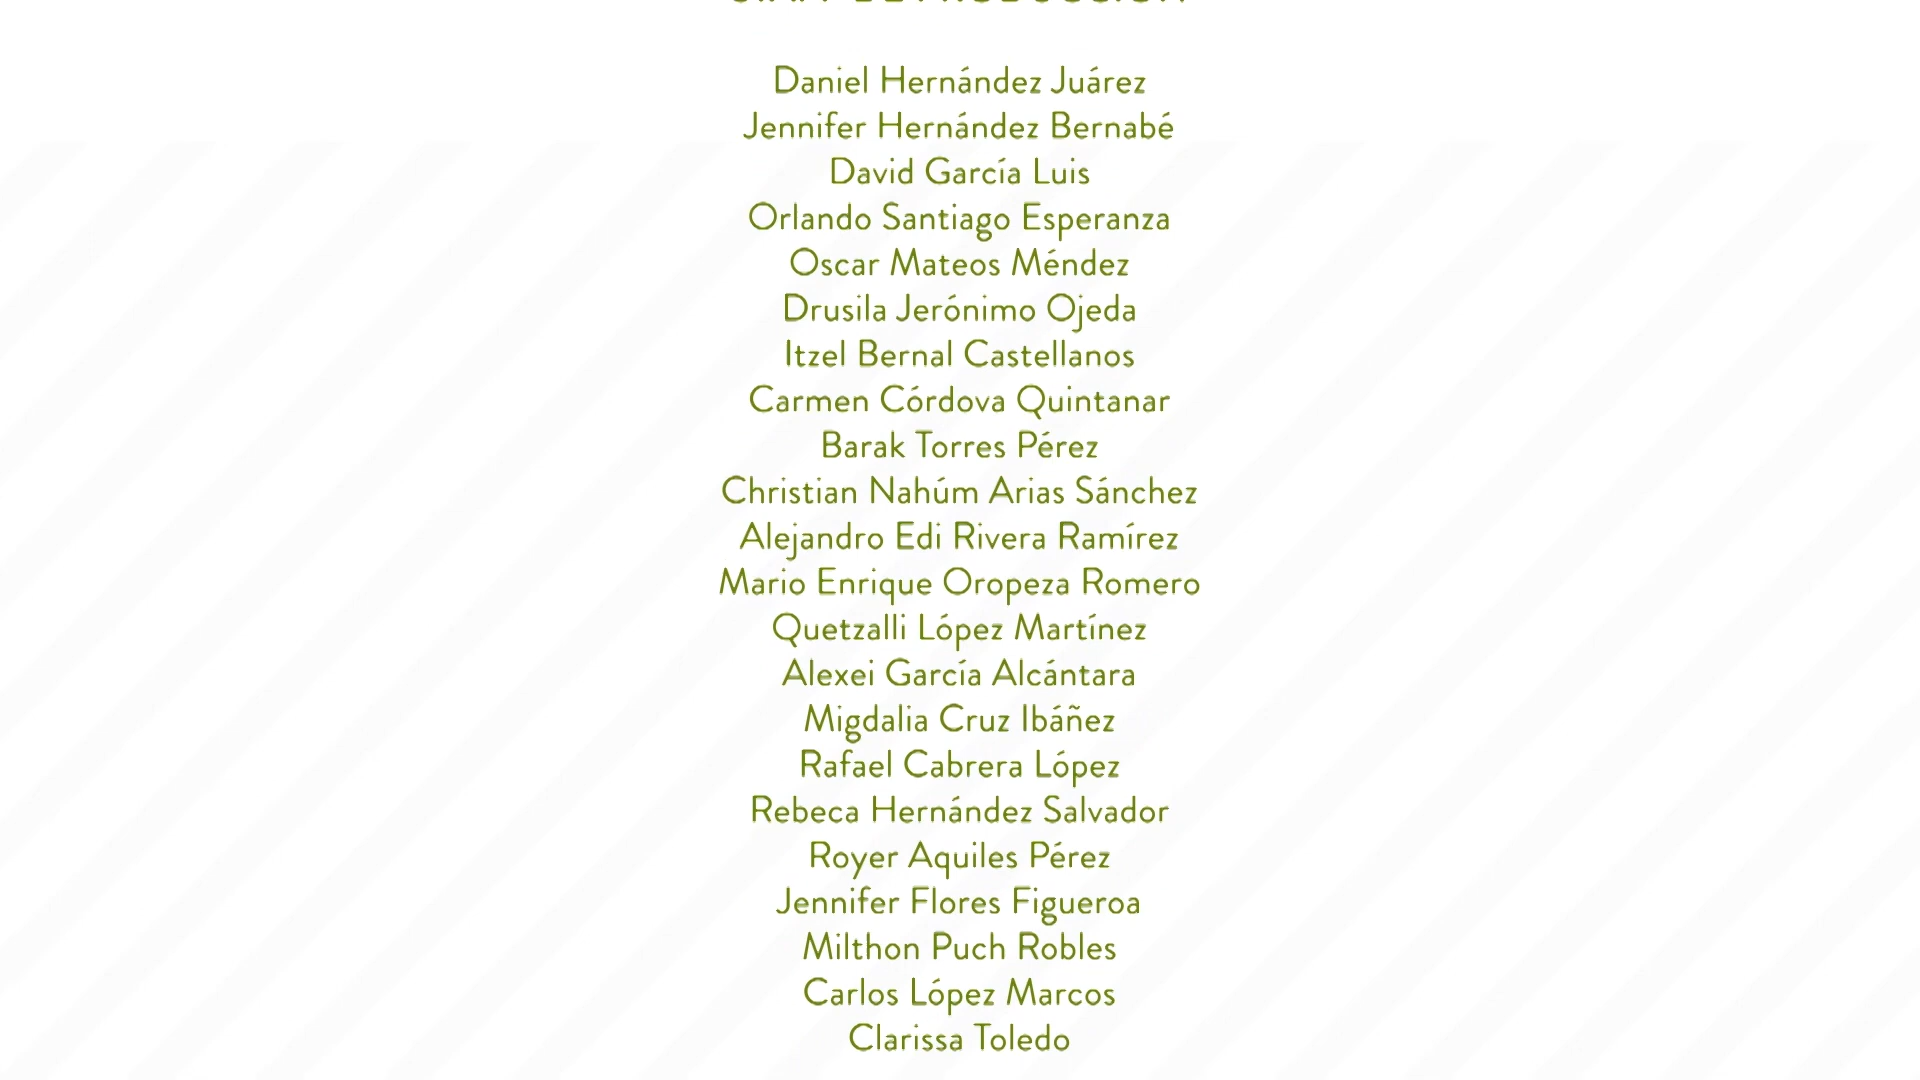 Daniel Hernández Juárez
Jennifer Hernández Bernabé
David García Luis
Orlando Santiago Esperanza
Oscar Mateos Méndez
Drusila Jerónimo Ojeda
Itzel Bernal Castellanos
Carmen Córdova Quintanar
Barak Torres Pérez
Christian Nahúm Arias Sánchez
Alejandro Edi Rivera Ramírez
Mario Enrique Oropeza Romero
Quetzalli López Martínez
Alexei García Alcántara
Migdalia Cruz Ibáñez
Rafael Cabrera López
Rebeca Hernández Salvador
Royer Aquiles Pérez
Jennifer Flores Figueroa
Milthon Puch Robles
Carlos López Marcos
Clarissa Toledo